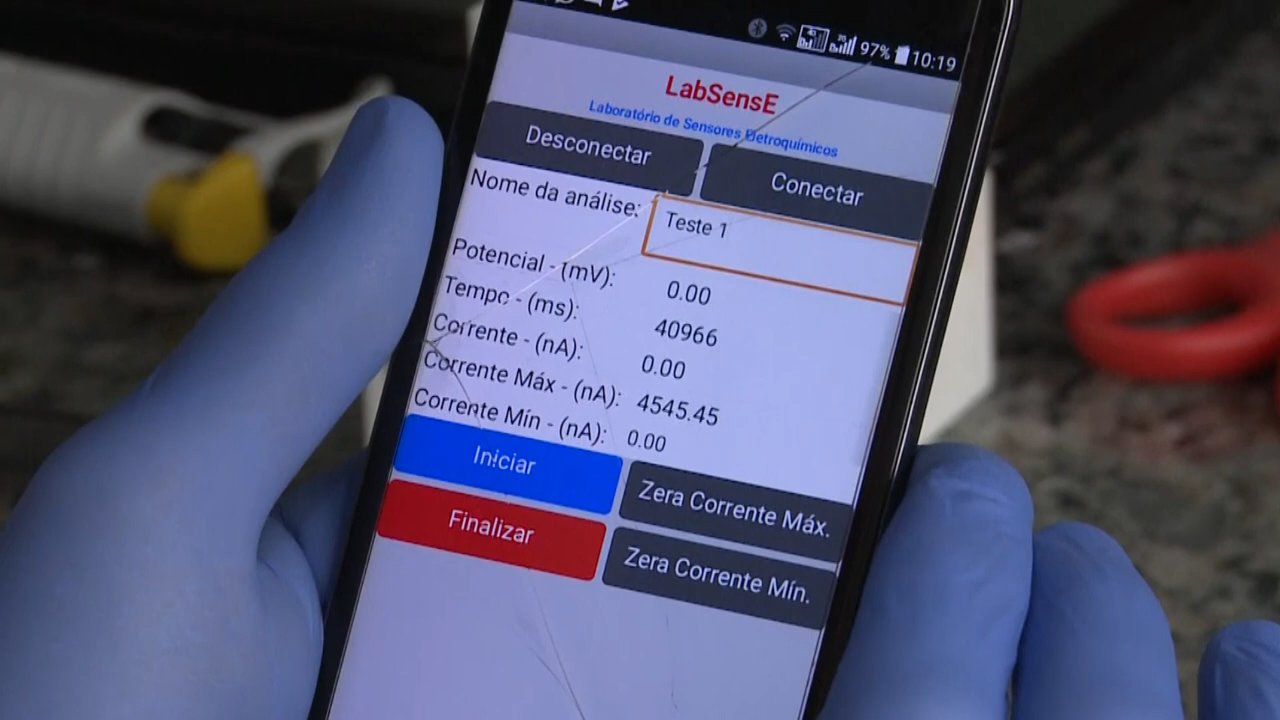 97% 10:19
LabSensE
Laboratório de Sensores Eletroquímicos
Desconectar Conectar
Nome da análise: Teste 1
Potencial - (mV): 0.00
Tempo - (ms): 40966
Corrente - (nA): 0.00
Corrente Máx - (nA): 4545.45
Corrente Mín - (nA): 0.00
Iniciar Zera Corrente Máx.
Finalizar Zera Corrente Mín.